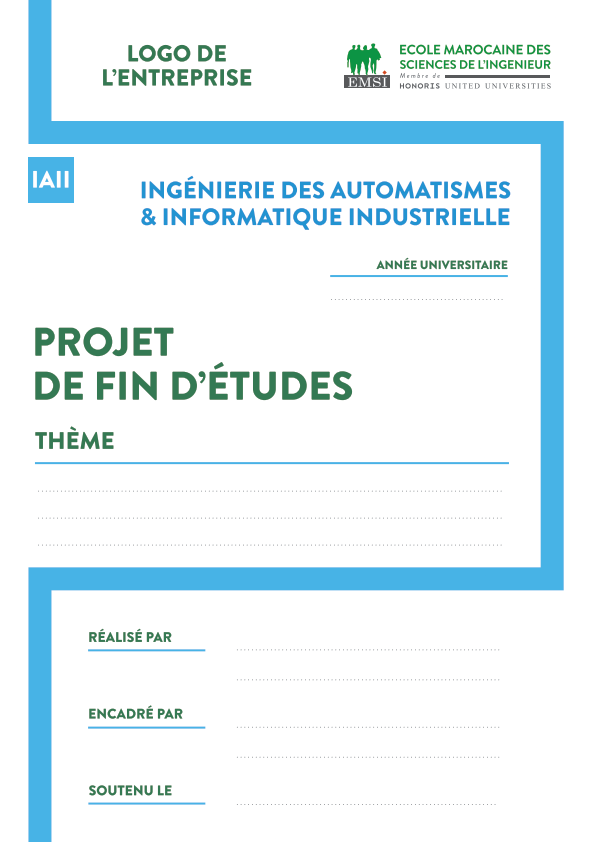 LOGO DE
L’ENTREPRISE
EMSI
ECOLE MAROCAINE DES
SCIENCES DE L’INGENIEUR
Membre de
HONORIS UNITED UNIVERSITIES
IAII
INGÉNIERIE DES AUTOMATISMES
& INFORMATIQUE INDUSTRIELLE
ANNÉE UNIVERSITAIRE
PROJET
DE FIN D’ÉTUDES
THÈME
RÉALISÉ PAR
ENCADRÉ PAR
SOUTENU LE